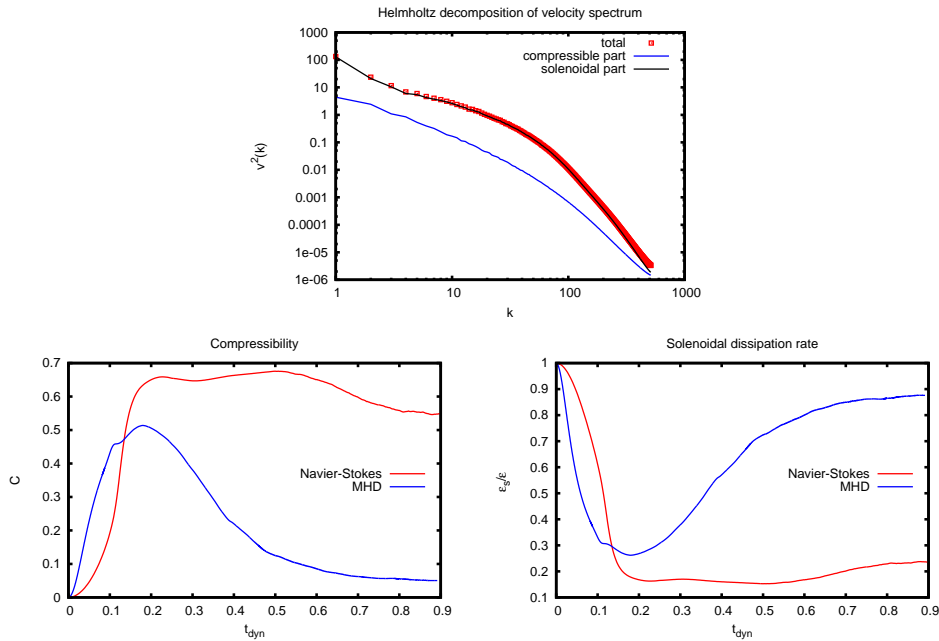 Helmholtz decomposition of velocity spectrum
1000
100
10
1
0.1
0.01
0.001
0.0001
1e-05
1e-06
v²(k)
total
compressible part
solenoidal part
1 10 100 1000
k
Compressibility
0.7
0.6
0.5
0.4
0.3
0.2
0.1
0
C
Navier-Stokes
MHD
0 0.1 0.2 0.3 0.4 0.5 0.6 0.7 0.8 0.9
t_dyn
Solenoidal dissipation rate
1
0.9
0.8
0.7
0.6
0.5
0.4
0.3
0.2
0.1
ε_s/ε
Navier-Stokes
MHD
0 0.1 0.2 0.3 0.4 0.5 0.6 0.7 0.8 0.9
t_dyn